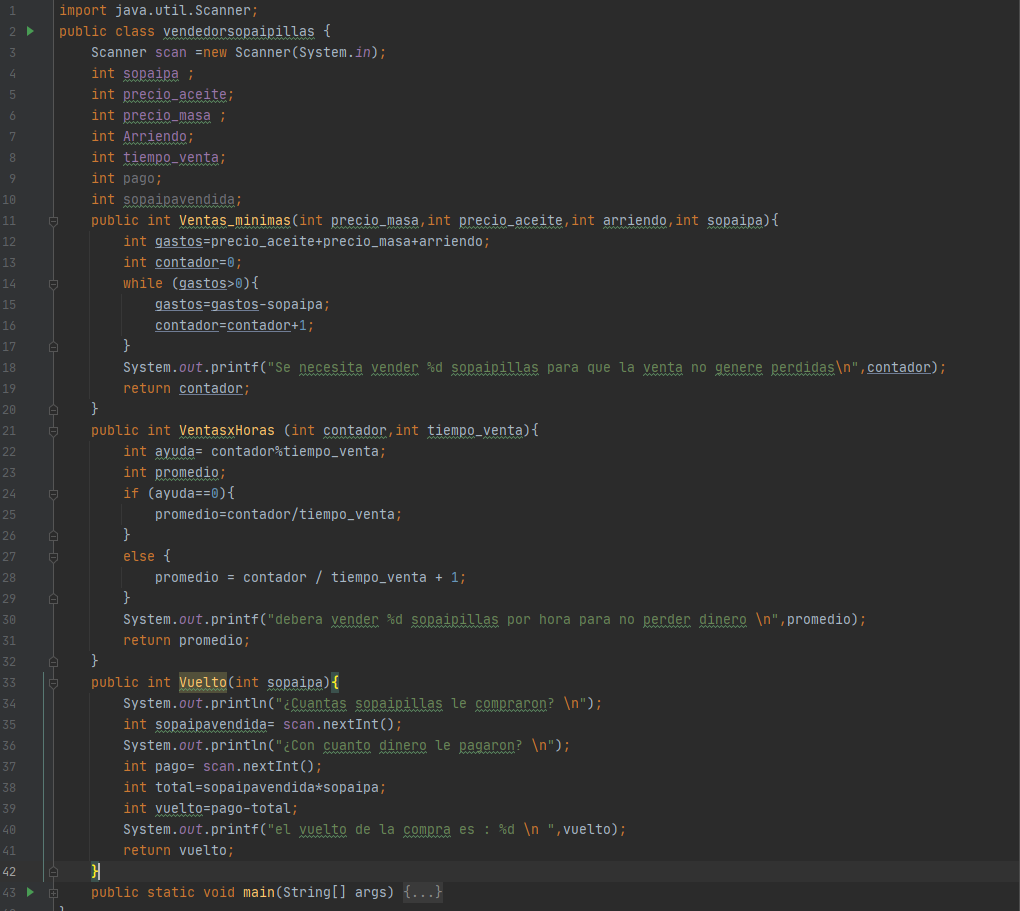 1 import java.util.Scanner;
2 public class vendedorsopaipillas {
3 Scanner scan =new Scanner(System.in);
4 int sopaipa ;
5 int precio_aceite;
6 int precio_masa ;
7 int Arriendo;
8 int tiempo_venta;
9 int pago;
10 int sopaipavendida;
11 public int Ventas_minimas(int precio_masa,int precio_aceite,int arriendo,int sopaipa){
12 int gastos=precio_aceite+precio_masa+arriendo;
13 int contador=0;
14 while (gastos>0){
15 gastos=gastos-sopaipa;
16 contador=contador+1;
17 }
18 System.out.printf("Se necesita vender %d sopaipillas para que la venta no genere perdidas\n",contador);
19 return contador;
20 }
21 public int VentasxHoras (int contador,int tiempo_venta){
22 int ayuda= contador%tiempo_venta;
23 int promedio;
24 if (ayuda==0){
25 promedio=contador/tiempo_venta;
26 }
27 else {
28 promedio = contador / tiempo_venta + 1;
29 }
30 System.out.printf("debera vender %d sopaipillas por hora para no perder dinero \n",promedio);
31 return promedio;
32 }
33 public int Vuelto(int sopaipa){
34 System.out.println("¿Cuantas sopaipillas le compraron? \n");
35 int sopaipavendida= scan.nextInt();
36 System.out.println("¿Con cuanto dinero le pagaron? \n");
37 int pago= scan.nextInt();
38 int total=sopaipavendida*sopaipa;
39 int vuelto=pago-total;
40 System.out.printf("el vuelto de la compra es : %d \n ",vuelto);
41 return vuelto;
42 }
43 public static void main(String[] args) {...}